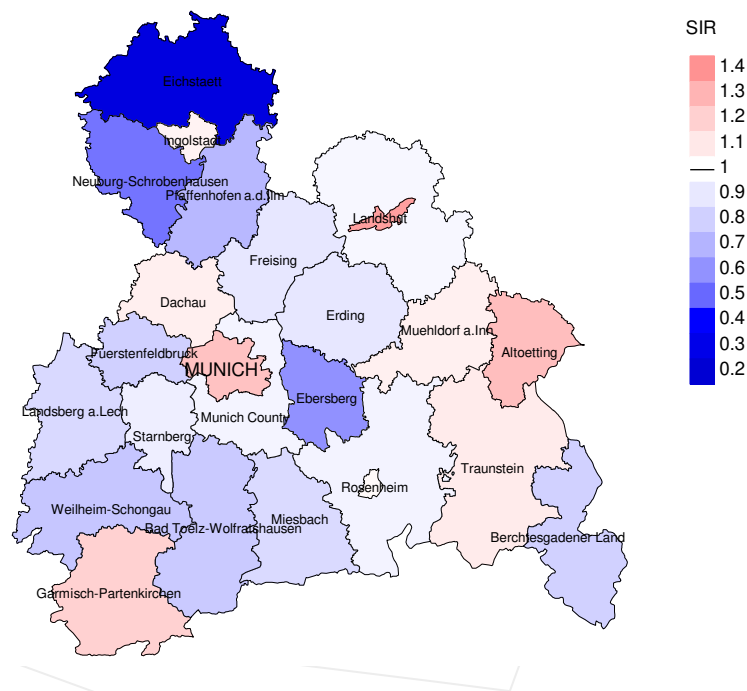 SIR
Eichstaett
1.4
1.3
1.2
1.1
1
0.9
0.8
0.7
0.6
0.5
0.4
0.3
0.2
Ingolstadt
Neuburg-Schrobenhausen
Pfaffenhofen a.d.Ilm
Landshut
Freising
Dachau
Erding
Muehldorf a.Inn
Fuerstenfeldbruck
Altoetting
MUNICH
Ebersberg
Landsberg a.Lech
Munich County
Starnberg
Traunstein
Rosenheim
Weilheim-Schongau
Miesbach
Bad Toelz-Wolfratshausen
Berchtesgadener Land
Garmisch-Partenkirchen